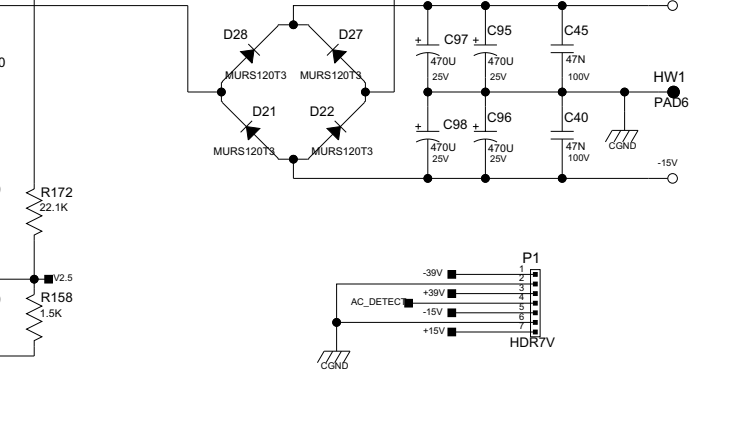 D28
D27
MURS120T3
MURS120T3
D21
D22
MURS120T3
MURS120T3
+
C97
470U
25V
+
C95
470U
25V
C45
47N
100V
HW1
PAD6
+
C98
470U
25V
+
C96
470U
25V
C40
47N
100V
CGND
-15V
0
R172
22.1K
V2.5
R158
1.5K
P1
-39V
1
2
+39V
3
AC_DETECT
4
-15V
5
6
+15V
7
HDR7V
CGND